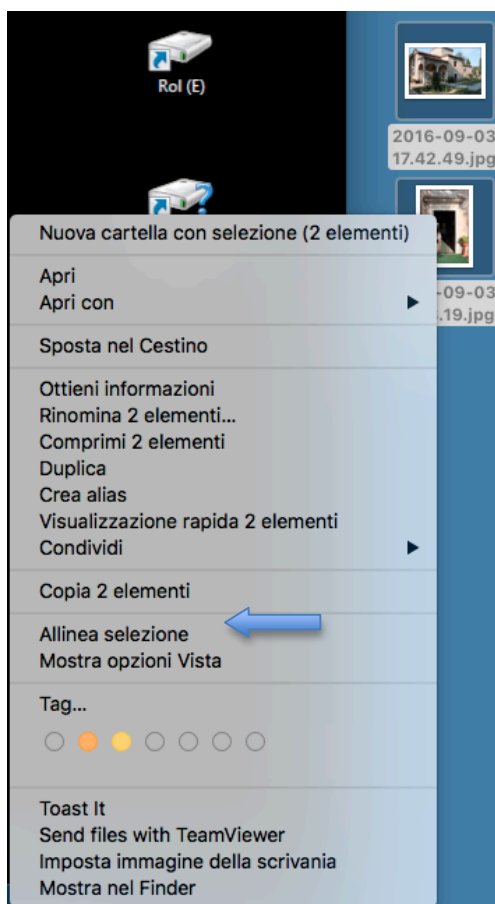 Rol (E)
2016-09-03
17.42.49.jpg
-09-03
.19.jpg
Nuova cartella con selezione (2 elementi)
Apri
Apri con
Sposta nel Cestino
Ottieni informazioni
Rinomina 2 elementi...
Comprimi 2 elementi
Duplica
Crea alias
Visualizzazione rapida 2 elementi
Condividi
Copia 2 elementi
Allinea selezione
Mostra opzioni Vista
Tag...
Toast It
Send files with TeamViewer
Imposta immagine della scrivania
Mostra nel Finder